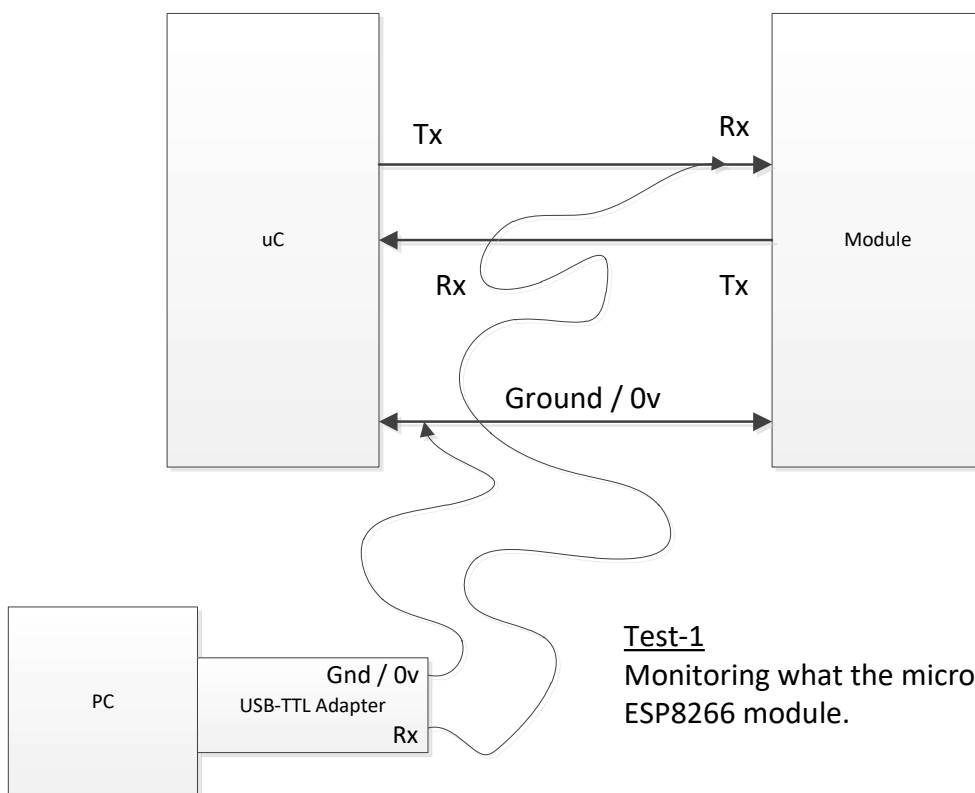 Tx
Rx
uC
Module
Rx
Tx
Ground / 0v
Test-1
Monitoring what the micro
ESP8266 module.
Gnd / 0v
PC
USB-TTL Adapter
Rx